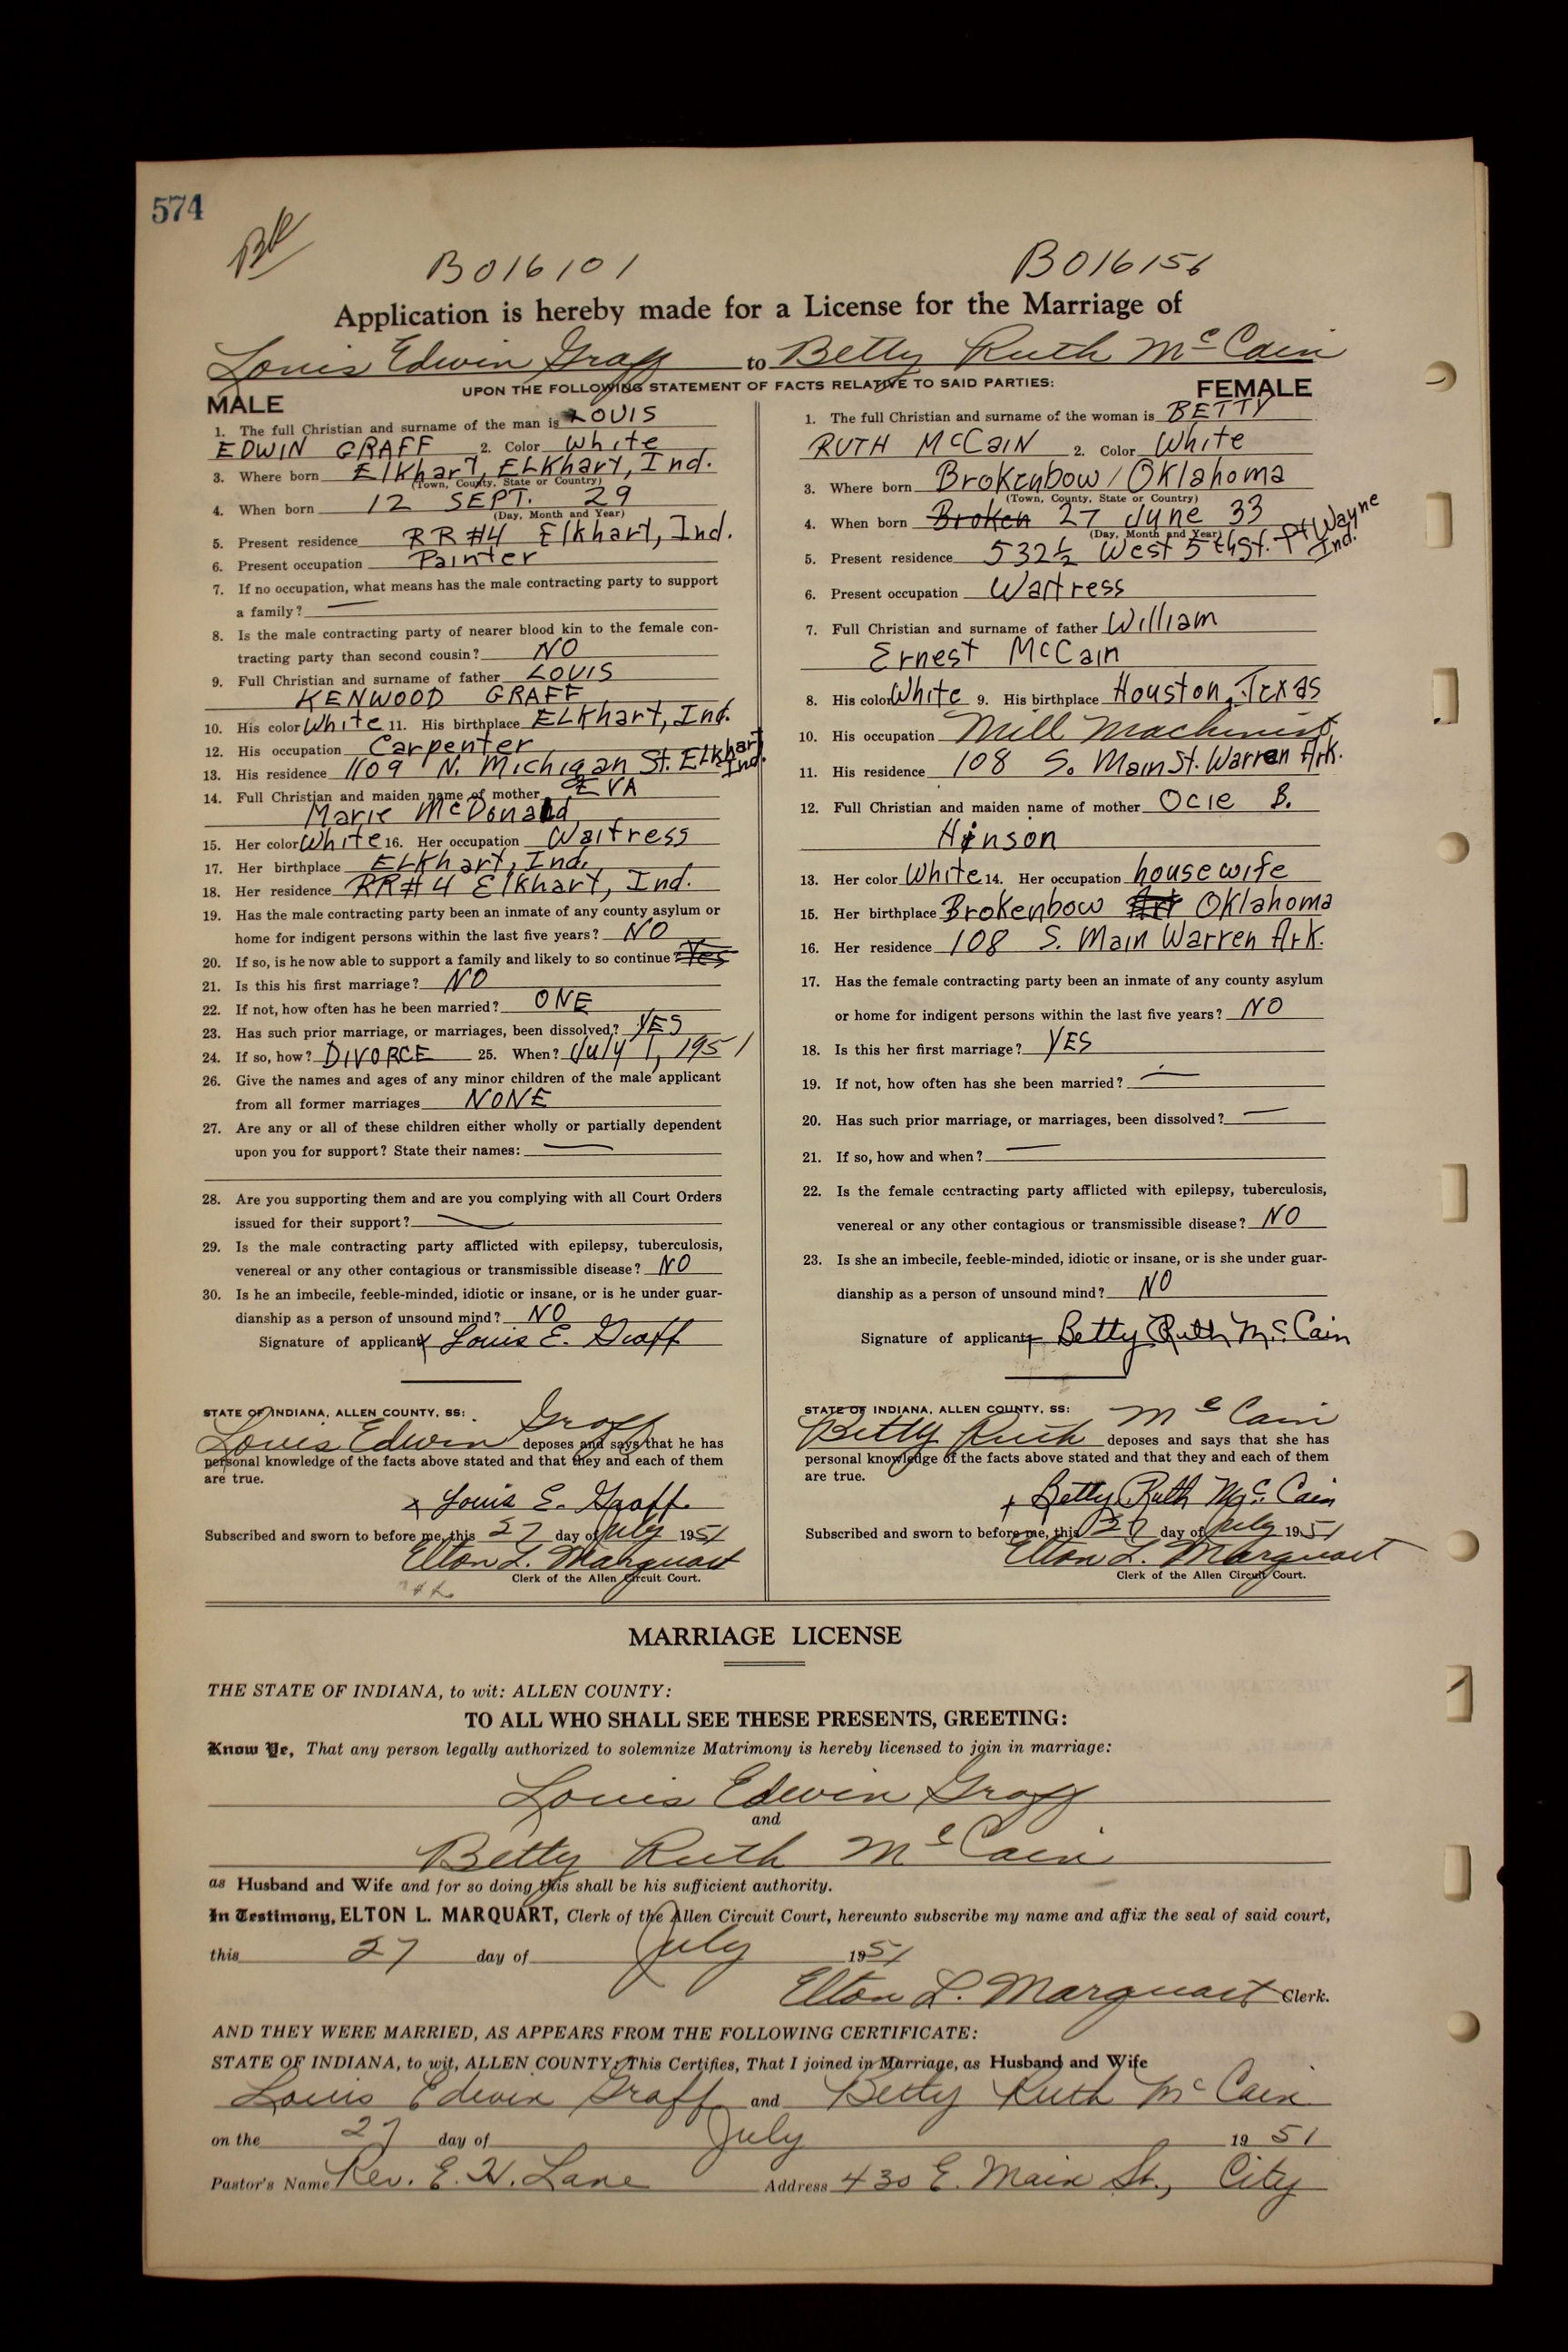 574
B016101
B016156
Application is hereby made for a License for the Marriage of
Louis Edwin Graff to Betty Ruth McCain
UPON THE FOLLOWING STATEMENT OF FACTS RELATIVE TO SAID PARTIES:
MALE
1. The full Christian and surname of the man is LOUIS
EDWIN GRAFF 2. Color White
3. Where born Elkhart, ELKhart, Ind.
(Town, County, State or Country)
4. When born 12 SEPT. 29
(Day, Month and Year)
5. Present residence RR #4 Elkhart, Ind.
6. Present occupation Painter
7. If no occupation, what means has the male contracting party to support
a family? —
8. Is the male contracting party of nearer blood kin to the female con-
tracting party than second cousin? NO
9. Full Christian and surname of father LOUIS
KENWOOD GRAFF
10. His color White 11. His birthplace ELKhart, Ind.
12. His occupation Carpenter
13. His residence 1109 N. Michigan St. Elkhart Ind.
14. Full Christian and maiden name of mother EVA
Marie McDonald
15. Her color White 16. Her occupation Waitress
17. Her birthplace ELKhart, Ind.
18. Her residence RR#4 Elkhart, Ind.
19. Has the male contracting party been an inmate of any county asylum or
home for indigent persons within the last five years? NO
20. If so, is he now able to support a family and likely to so continue? Yes
21. Is this his first marriage? NO
22. If not, how often has he been married? ONE
23. Has such prior marriage, or marriages, been dissolved? YES
24. If so, how? DIVORCE 25. When? July 1, 1951
26. Give the names and ages of any minor children of the male applicant
from all former marriages NONE
27. Are any or all of these children either wholly or partially dependent
upon you for support? State their names: —
28. Are you supporting them and are you complying with all Court Orders
issued for their support? —
29. Is the male contracting party afflicted with epilepsy, tuberculosis,
venereal or any other contagious or transmissible disease? NO
30. Is he an imbecile, feeble-minded, idiotic or insane, or is he under guar-
dianship as a person of unsound mind? NO
Signature of applicant x Louis E. Graff
STATE OF INDIANA, ALLEN COUNTY, SS:
Louis Edwin Graff deposes and says that he has
personal knowledge of the facts above stated and that they and each of them
are true.
x Louis E. Graff
Subscribed and sworn to before me, this 27 day of July 1951
Elton L. Marquart
Clerk of the Allen Circuit Court.
FEMALE
1. The full Christian and surname of the woman is BETTY
RUTH McCAIN 2. Color White
3. Where born Brokenbow, Oklahoma
(Town, County, State or Country)
4. When born Broken 27 June 33
(Day, Month and Year)
5. Present residence 532½ West 5th St. Ft Wayne Ind.
6. Present occupation Waitress
7. Full Christian and surname of father William
Ernest McCain
8. His color White 9. His birthplace Houston, Texas
10. His occupation Mill Machinist
11. His residence 108 S. Main St. Warren Ark.
12. Full Christian and maiden name of mother Ocie B.
Hinson
13. Her color White 14. Her occupation housewife
15. Her birthplace Brokenbow Oklahoma
16. Her residence 108 S. Main Warren Ark.
17. Has the female contracting party been an inmate of any county asylum
or home for indigent persons within the last five years? NO
18. Is this her first marriage? YES
19. If not, how often has she been married? —
20. Has such prior marriage, or marriages, been dissolved? —
21. If so, how and when? —
22. Is the female contracting party afflicted with epilepsy, tuberculosis,
venereal or any other contagious or transmissible disease? NO
23. Is she an imbecile, feeble-minded, idiotic or insane, or is she under guar-
dianship as a person of unsound mind? NO
Signature of applicant x Betty Ruth McCain
STATE OF INDIANA, ALLEN COUNTY, SS:
Betty Ruth McCain deposes and says that she has
personal knowledge of the facts above stated and that they and each of them
are true.
x Betty Ruth McCain
Subscribed and sworn to before me, this 27 day of July 1951
Elton L. Marquart
Clerk of the Allen Circuit Court.
MARRIAGE LICENSE
THE STATE OF INDIANA, to wit: ALLEN COUNTY:
TO ALL WHO SHALL SEE THESE PRESENTS, GREETING:
Know Ye, That any person legally authorized to solemnize Matrimony is hereby licensed to join in marriage:
Louis Edwin Graff
and
Betty Ruth McCain
as Husband and Wife and for so doing this shall be his sufficient authority.
In Testimony, ELTON L. MARQUART, Clerk of the Allen Circuit Court, hereunto subscribe my name and affix the seal of said court,
this 27 day of July 1951
Elton L. Marquart Clerk.
AND THEY WERE MARRIED, AS APPEARS FROM THE FOLLOWING CERTIFICATE:
STATE OF INDIANA, to wit, ALLEN COUNTY: This Certifies, That I joined in Marriage, as Husband and Wife
Louis Edwin Graff and Betty Ruth McCain
on the 27 day of July 1951
Pastor's Name Rev. E. H. Lane Address 430 E. Main St., City